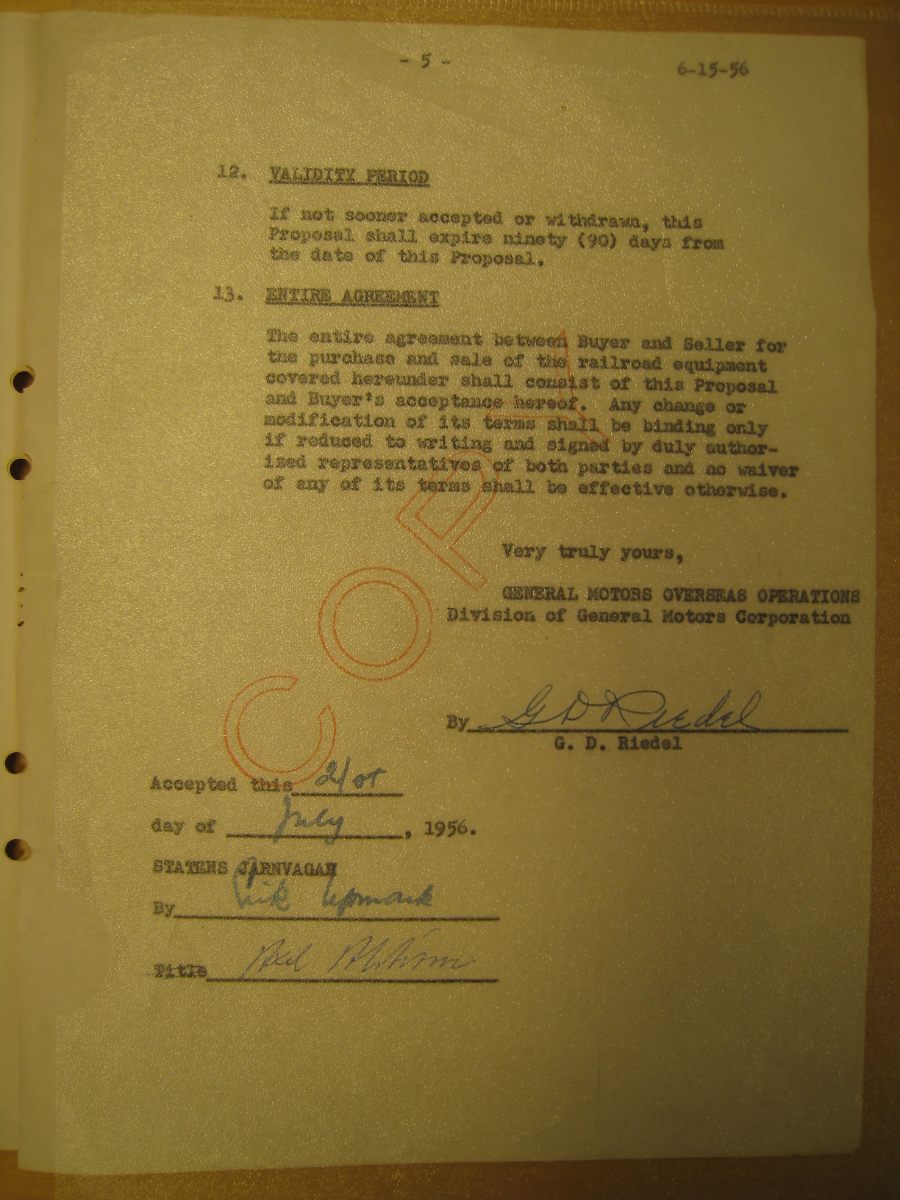 - 5 -
6-15-56
12. VALIDITY PERIOD
If not sooner accepted or withdrawn, this
Proposal shall expire ninety (90) days from
the date of this Proposal.
13. ENTIRE AGREEMENT
The entire agreement between Buyer and Seller for
the purchase and sale of the railroad equipment
covered hereunder shall consist of this Proposal
and Buyer's acceptance hereof. Any change or
modification of its terms shall be binding only
if reduced to writing and signed by duly author-
ized representatives of both parties and no waiver
of any of its terms shall be effective otherwise.
COPIA
Very truly yours,
GENERAL MOTORS OVERSEAS OPERATIONS
Division of General Motors Corporation
By G D Riedel
G. D. Riedel
Accepted this 21st
day of July, 1956.
STATENS JARNVAGAR
By Erik Upmark
Title Axel